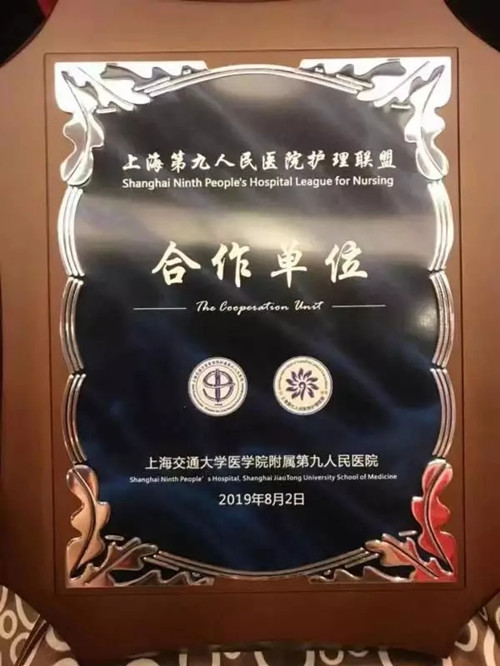 上海第九人民医院护理联盟
Shanghai Ninth People's Hospital League for Nursing
合作单位
The Cooperation Unit
上海交通大学医学院附属第九人民医院
Shanghai Ninth People's Hospital, Shanghai JiaoTong University School of Medicine
2019年8月2日